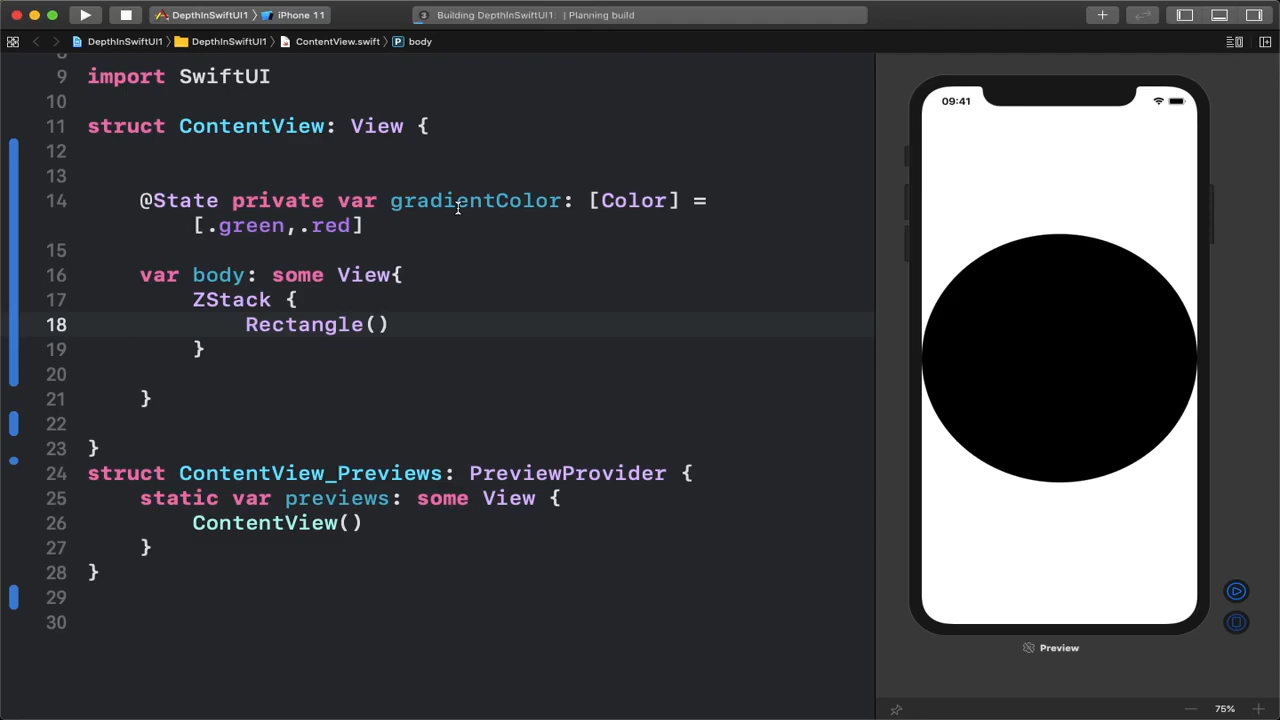 DepthInSwiftUI1 〉 iPhone 11
3 Building DepthInSwiftUI1: | Planning build
DepthInSwiftUI1 〉 DepthInSwiftUI1 〉 ContentView.swift 〉 P body
8
9 import SwiftUI
10
11 struct ContentView: View {
12
13
14 @State private var gradientColor: [Color] =
[.green,.red]
15
16 var body: some View{
17 ZStack {
18 Rectangle()
19 }
20
21 }
22
23 }
24 struct ContentView_Previews: PreviewProvider {
25 static var previews: some View {
26 ContentView()
27 }
28 }
29
30
09:41
Preview
75%